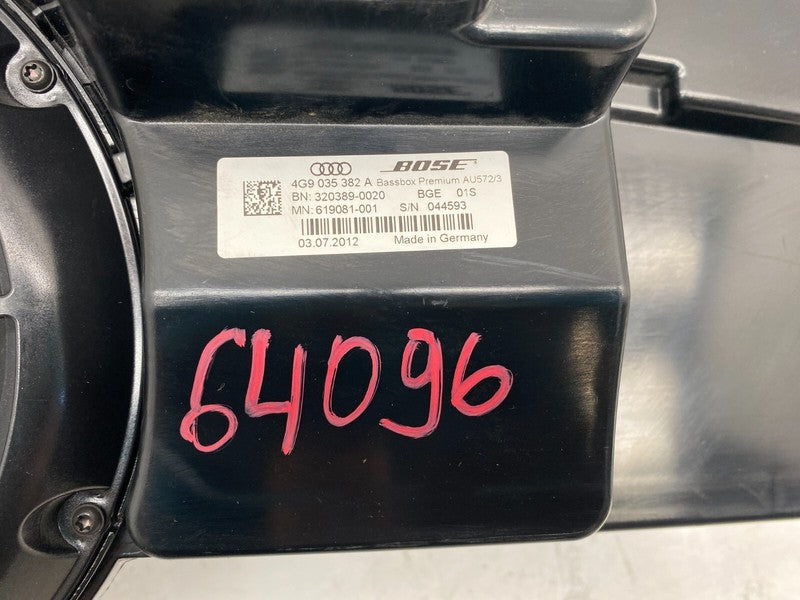 BOSE
4G9 035 382 A Bassbox Premium AU572/3
BN: 320389-0020 BGE 01S
MN: 619081-001 S/N 044593
03.07.2012 Made in Germany
64096